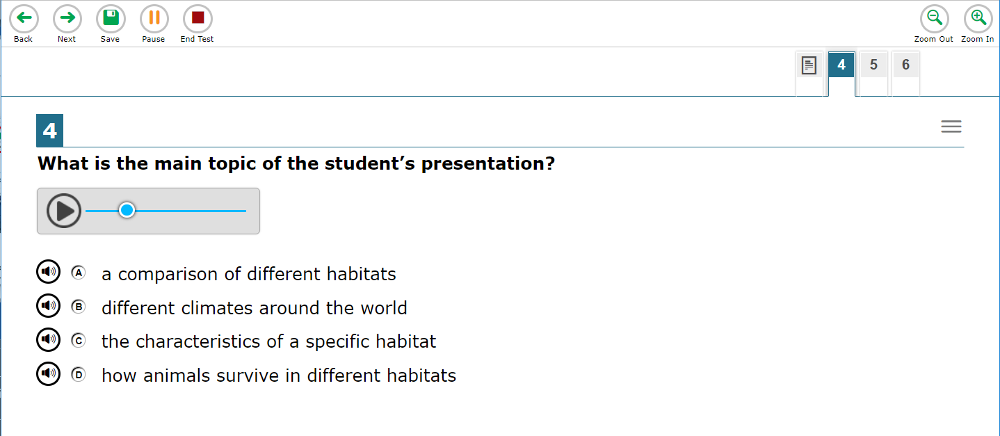 Back Next Save Pause End Test Zoom Out Zoom In
4 5 6
4
What is the main topic of the student’s presentation?
A a comparison of different habitats
B different climates around the world
C the characteristics of a specific habitat
D how animals survive in different habitats